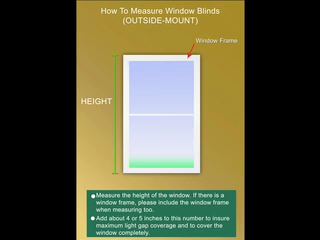 How To Measure Window Blinds
(OUTSIDE-MOUNT)
Window Frame
HEIGHT
Measure the height of the window. If there is a
window frame, please include the window frame
when measuring too.
Add about 4 or 5 inches to this number to insure
maximum light gap coverage and to cover the
window completely.